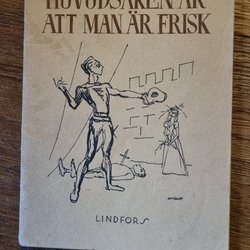 HUVUDSAKEN ÄR
ATT MAN ÄR FRISK
LINDFORS